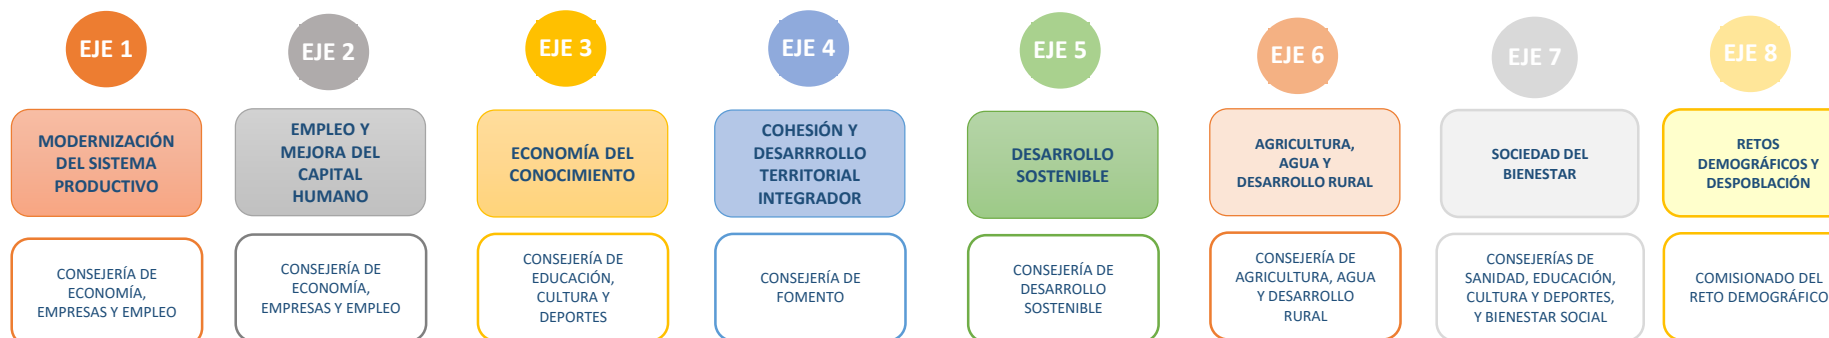 EJE 1
EJE 2
EJE 3
EJE 4
EJE 5
EJE 6
EJE 7
EJE 8
MODERNIZACIÓN
DEL SISTEMA
PRODUCTIVO
EMPLEO Y
MEJORA DEL
CAPITAL
HUMANO
ECONOMÍA DEL
CONOCIMIENTO
COHESIÓN Y
DESARRROLLO
TERRITORIAL
INTEGRADOR
DESARROLLO
SOSTENIBLE
AGRICULTURA,
AGUA Y
DESARROLLO RURAL
SOCIEDAD DEL
BIENESTAR
RETOS
DEMOGRÁFICOS Y
DESPOBLACIÓN
CONSEJERÍA DE
ECONOMÍA,
EMPRESAS Y EMPLEO
CONSEJERÍA DE
ECONOMÍA,
EMPRESAS Y EMPLEO
CONSEJERÍA DE
EDUCACIÓN,
CULTURA Y
DEPORTES
CONSEJERÍA DE
FOMENTO
CONSEJERÍA DE
DESARROLLO
SOSTENIBLE
CONSEJERÍA DE
AGRICULTURA, AGUA
Y DESARROLLO
RURAL
CONSEJERÍAS DE
SANIDAD, EDUCACIÓN,
CULTURA Y DEPORTES,
Y BIENESTAR SOCIAL
COMISIONADO DEL
RETO DEMOGRÁFICO